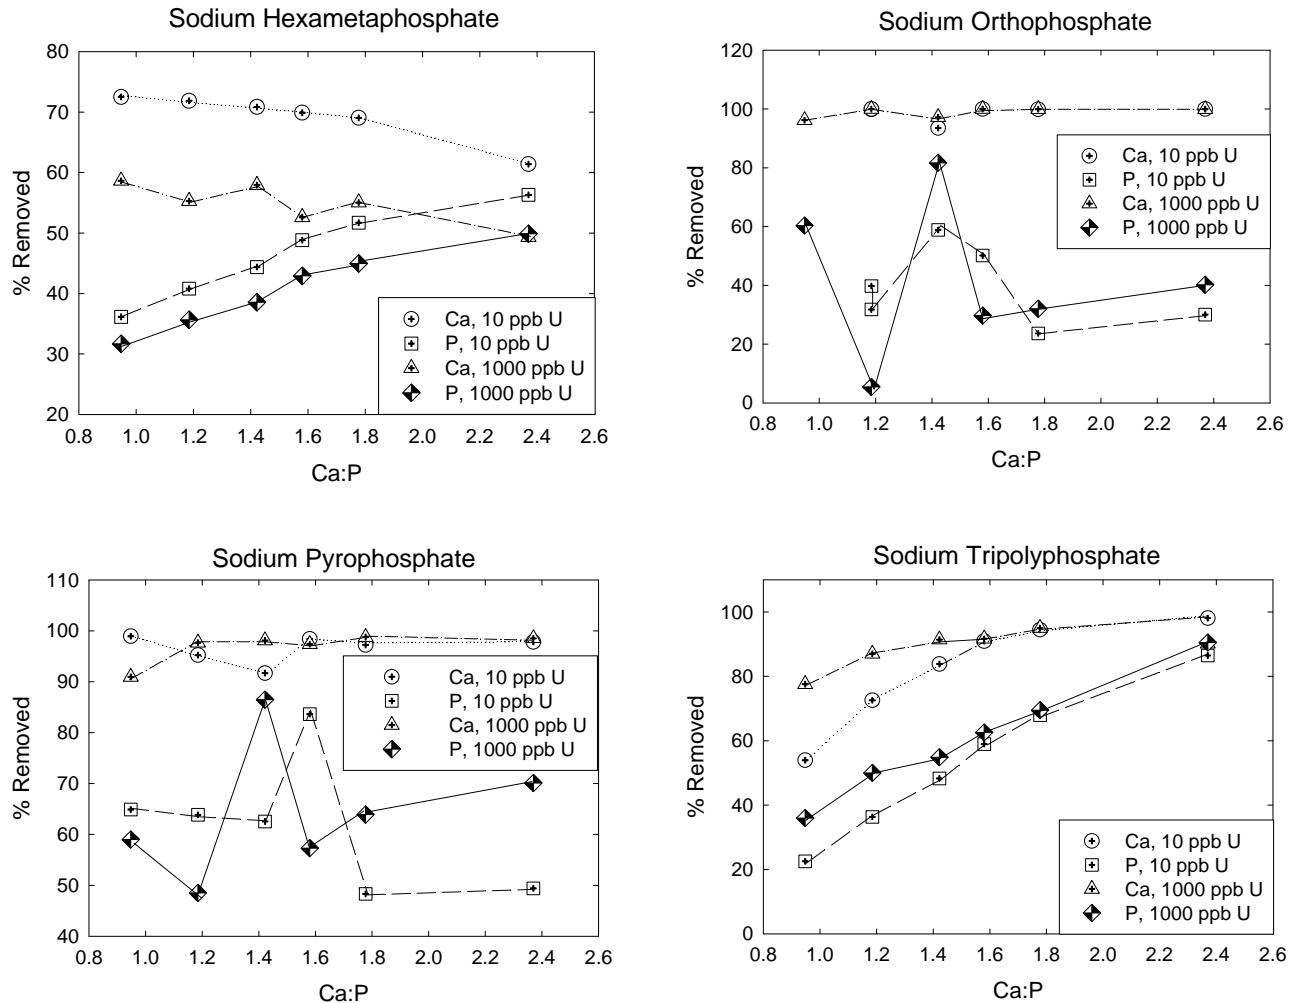 Sodium Hexametaphosphate
80
70
60
50
40
30
20
% Removed
0.8 1.0 1.2 1.4 1.6 1.8 2.0 2.2 2.4 2.6
Ca:P
Ca, 10 ppb U
P, 10 ppb U
Ca, 1000 ppb U
P, 1000 ppb U
Sodium Orthophosphate
120
100
80
60
40
20
0
% Removed
0.8 1.0 1.2 1.4 1.6 1.8 2.0 2.2 2.4 2.6
Ca:P
Ca, 10 ppb U
P, 10 ppb U
Ca, 1000 ppb U
P, 1000 ppb U
Sodium Pyrophosphate
110
100
90
80
70
60
50
40
% Removed
0.8 1.0 1.2 1.4 1.6 1.8 2.0 2.2 2.4 2.6
Ca:P
Ca, 10 ppb U
P, 10 ppb U
Ca, 1000 ppb U
P, 1000 ppb U
Sodium Tripolyphosphate
100
80
60
40
20
0
% Removed
0.8 1.0 1.2 1.4 1.6 1.8 2.0 2.2 2.4 2.6
Ca:P
Ca, 10 ppb U
P, 10 ppb U
Ca, 1000 ppb U
P, 1000 ppb U